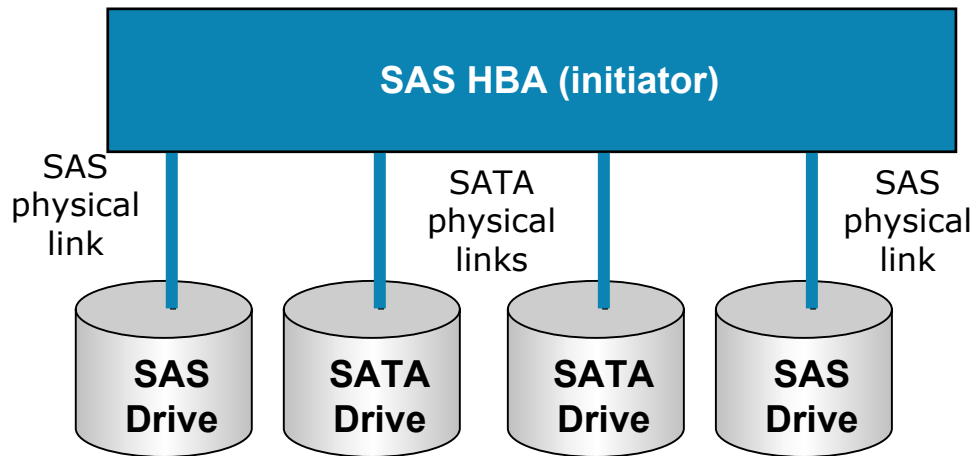 SAS HBA (initiator)
SAS
physical
link
SATA
physical
links
SAS
physical
link
SAS
Drive
SATA
Drive
SATA
Drive
SAS
Drive